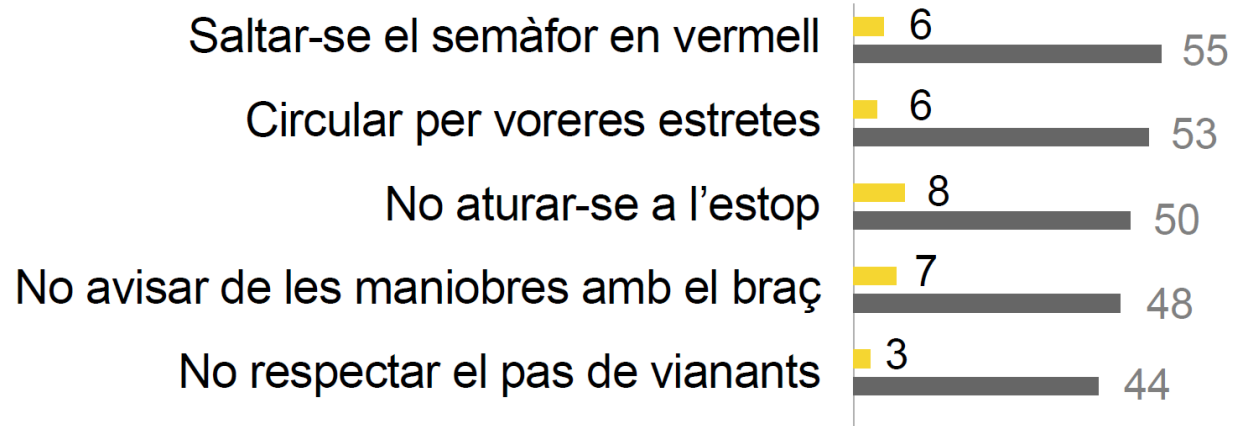 Saltar-se el semàfor en vermell 6 55
Circular per voreres estretes 6 53
No aturar-se a l’estop 8 50
No avisar de les maniobres amb el braç 7 48
No respectar el pas de vianants 3 44